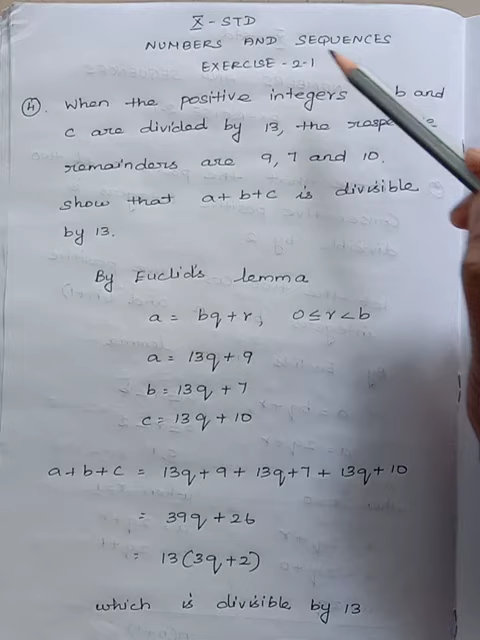 X - STD
NUMBERS AND SEQUENCES
EXERCISE - 2.1
4. When the positive integers b and
c are divided by 13, the
remainders are 9, 7 and 10.
show that a+b+c is divisible
by 13.
By Euclid's lemma
a = bq+r, 0≤r<b
a = 13q+9
b = 13q+7
c = 13q+10
a+b+c = 13q+9+13q+7+13q+10
= 39q+26
= 13(3q+2)
which is divisible by 13